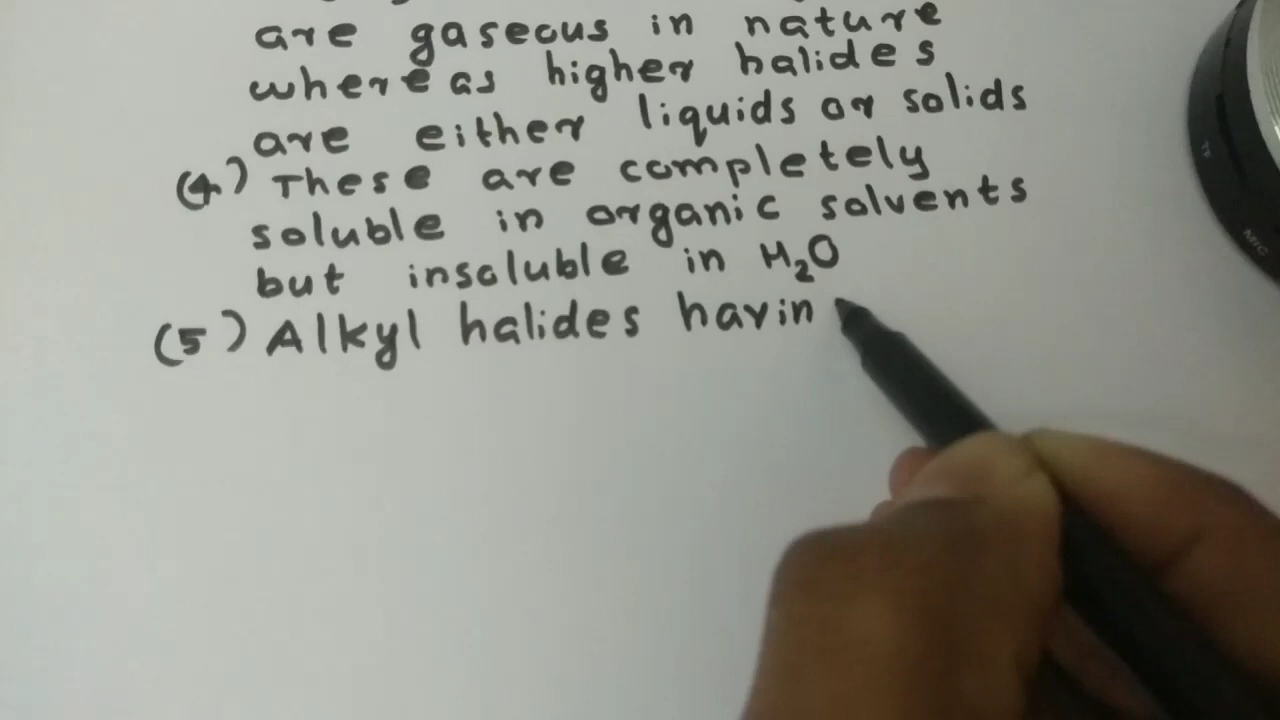 are gaseous in nature
whereas higher halides
are either liquids or solids
(4) These are completely
soluble in organic solvents
but insoluble in H₂O
(5) Alkyl halides havin
MIC